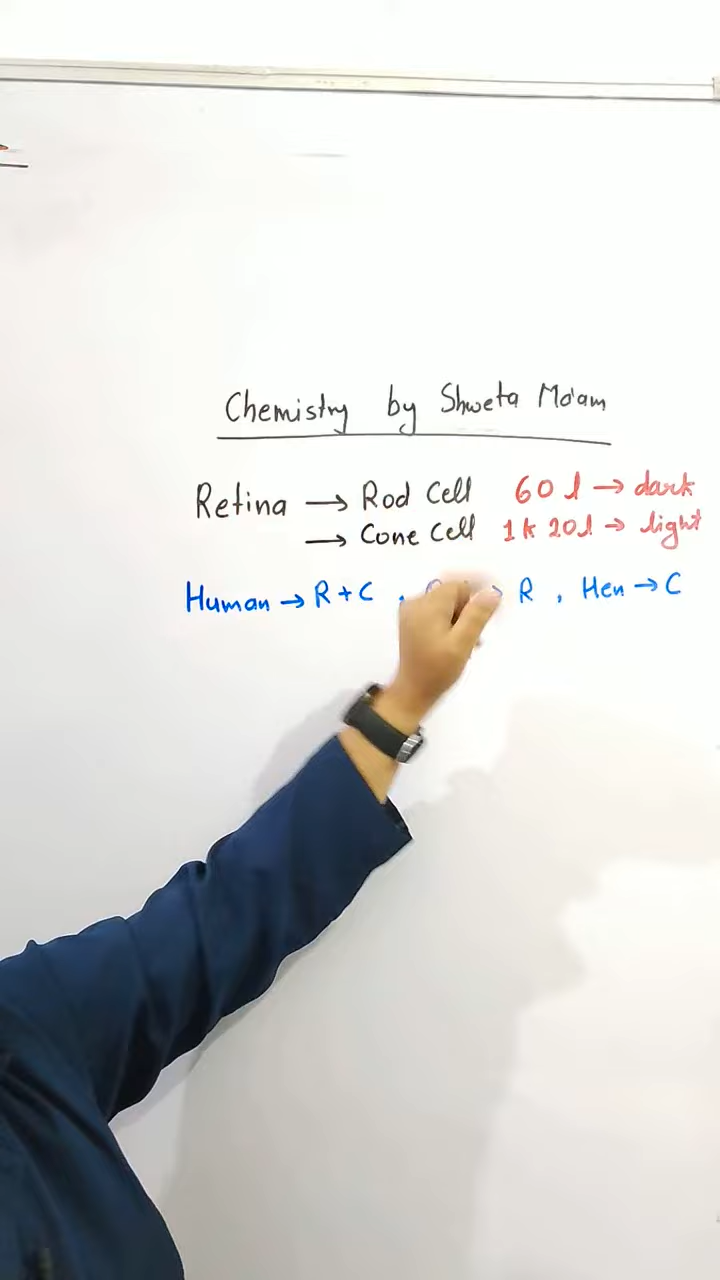 Chemistry by Shweta Ma'am
Retina → Rod Cell 60 l → dark
→ Cone Cell 1k 20l → light
Human → R + C , → R , Hen → C